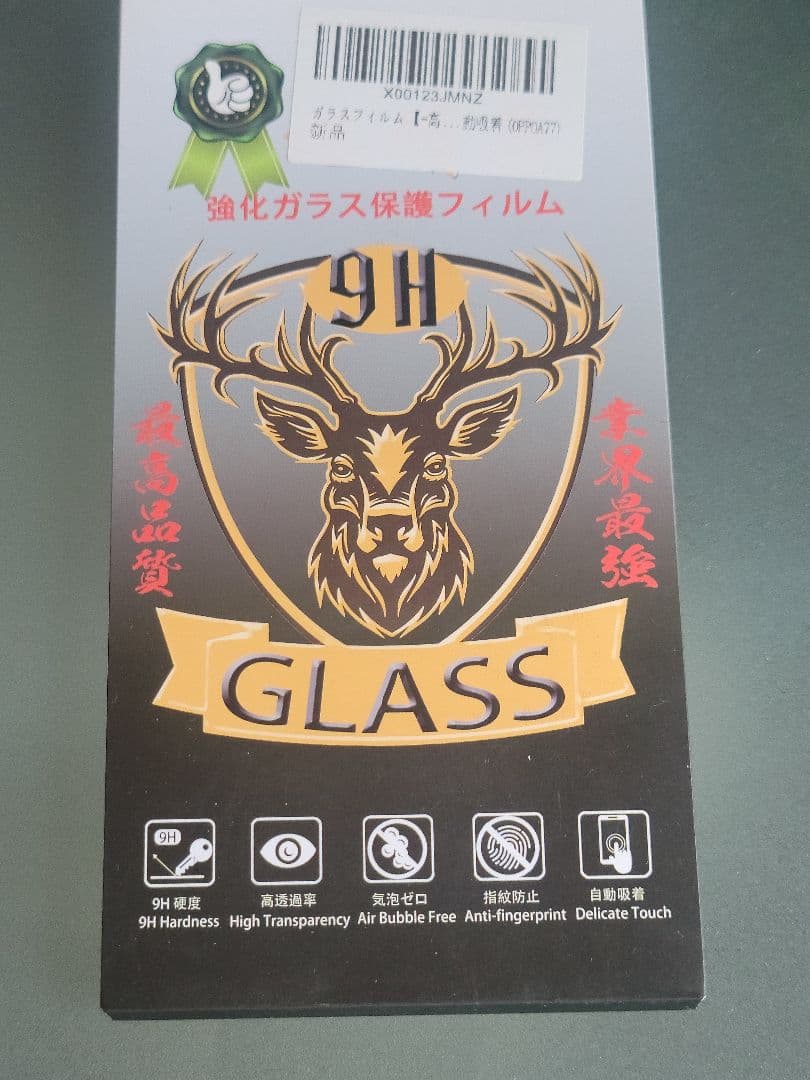 X00123JMNZ
ガラスフィルム【-高...動吸着 (OPPOA77)
新品
強化ガラス保護フィルム
9H
最高品質
業界最強
GLASS
9H
9H 硬度
9H Hardness
高透過率
High Transparency
気泡ゼロ
Air Bubble Free
指紋防止
Anti-fingerprint
自動吸着
Delicate Touch